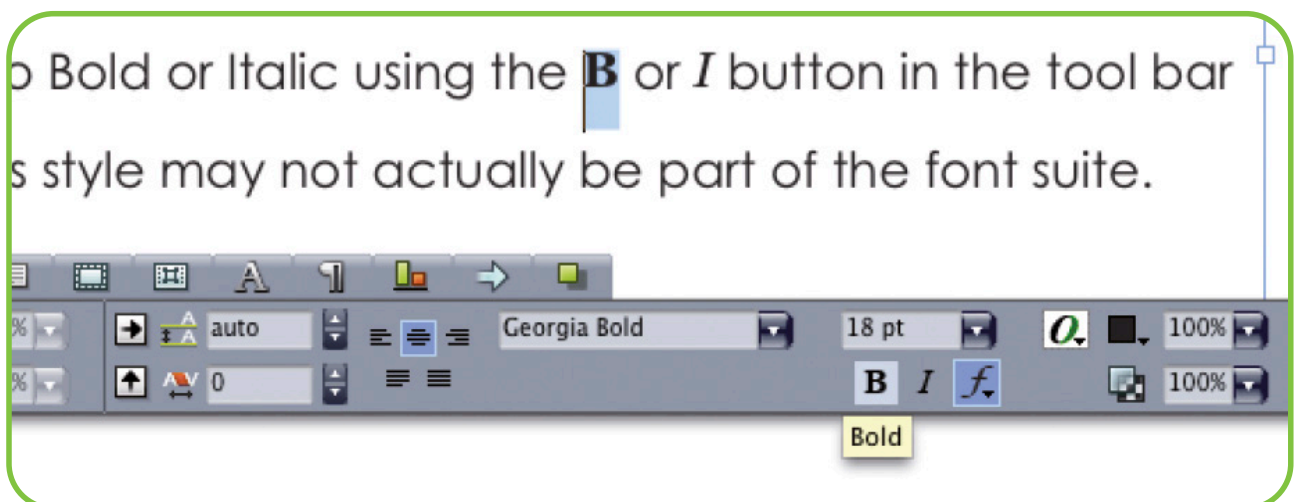 o Bold or Italic using the B or I button in the tool bar
s style may not actually be part of the font suite.
% auto Georgia Bold 18 pt 100%
% 0 B I f 100%
Bold